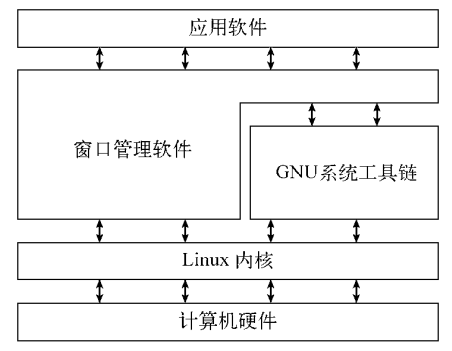 应用软件
窗口管理软件
GNU系统工具链
Linux 内核
计算机硬件